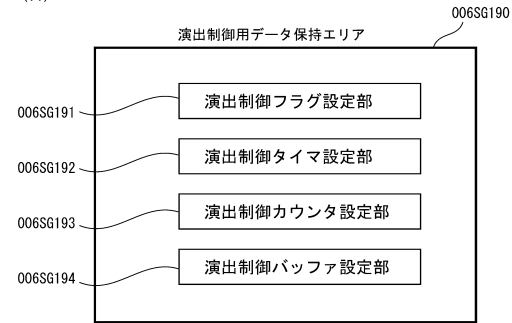 006SG190
演出制御用データ保持エリア
006SG191
演出制御フラグ設定部
006SG192
演出制御タイマ設定部
006SG193
演出制御カウンタ設定部
006SG194
演出制御バッファ設定部